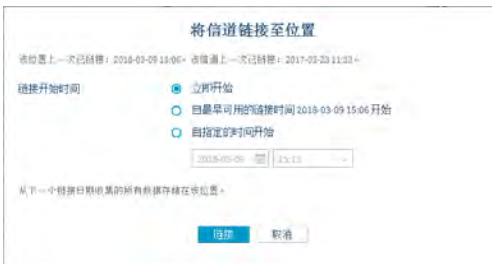 将信道链接至位置
该位置上一次已链接：2018-03-09 15:06。该信道上一次已链接：2017-03-23 11:33。
链接开始时间
立即开始
自最早可用的链接时间 2018-03-09 15:06 开始
自指定的时间开始
2018-03-09 15:13
从下一个链接日期收集的所有数据存储在该位置。
链接 取消